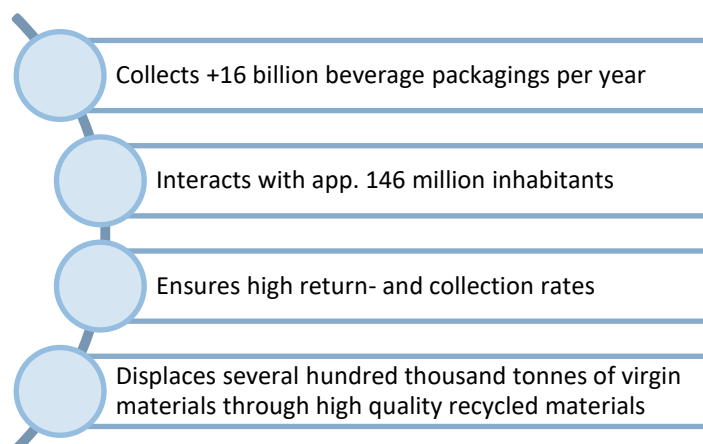 Collects +16 billion beverage packagings per year
Interacts with app. 146 million inhabitants
Ensures high return- and collection rates
Displaces several hundred thousand tonnes of virgin
materials through high quality recycled materials